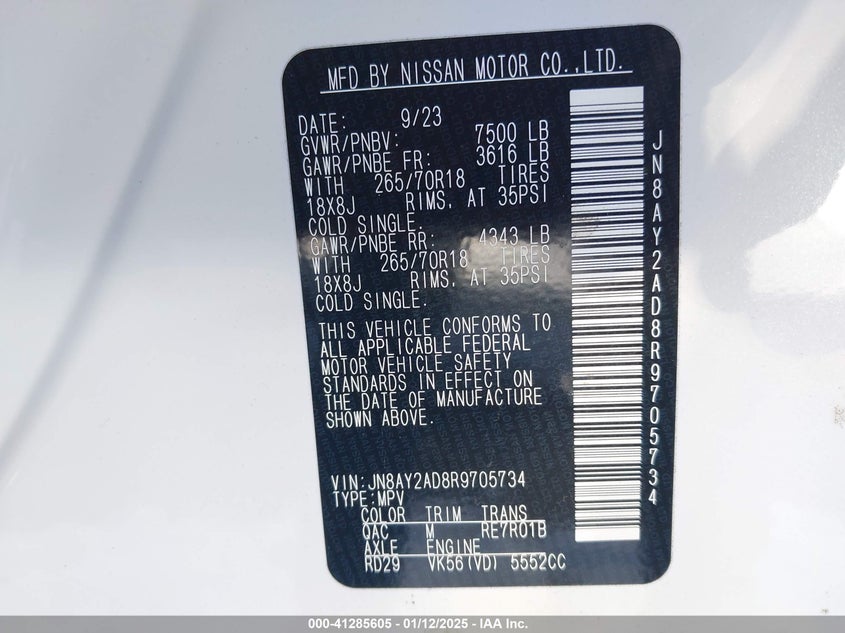 MFD BY NISSAN MOTOR CO.,LTD.
DATE: 9/23
GVWR/PNBV: 7500 LB
GAWR/PNBE FR: 3616 LB
WITH 265/70R18 TIRES
18X8J RIMS, AT 35PSI
COLD SINGLE.
GAWR/PNBE RR: 4343 LB
WITH 265/70R18 TIRES
18X8J RIMS, AT 35PSI
COLD SINGLE.
THIS VEHICLE CONFORMS TO
ALL APPLICABLE FEDERAL
MOTOR VEHICLE SAFETY
STANDARDS IN EFFECT ON
THE DATE OF MANUFACTURE
SHOWN ABOVE.
VIN:JN8AY2AD8R9705734
TYPE:MPV
COLOR TRIM TRANS
QAC M RE7R01B
AXLE ENGINE
RD29 VK56(VD) 5552CC
JN8AY2AD8R9705734
000-41285605 - 01/12/2025 - IAA Inc.